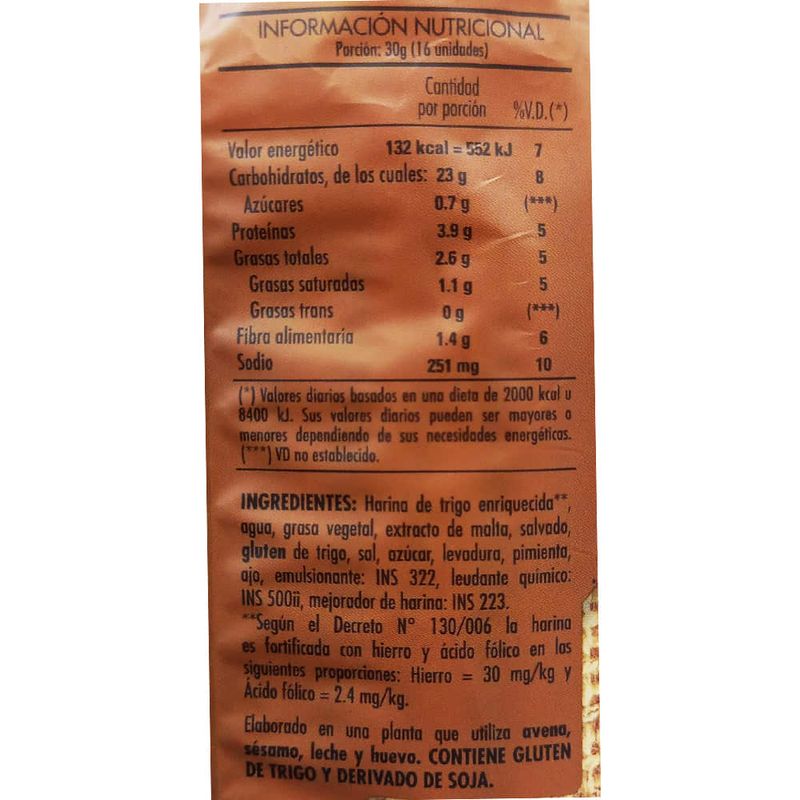 INFORMACIÓN NUTRICIONAL
Porción: 30g (16 unidades)
Cantidad
por porción %V.D.(*)
Valor energético 132 kcal = 552 kJ 7
Carbohidratos, de los cuales: 23 g 8
Azúcares 0.7 g (***)
Proteínas 3.9 g 5
Grasas totales 2.6 g 5
Grasas saturadas 1.1 g 5
Grasas trans 0 g (***)
Fibra alimentaria 1.4 g 6
Sodio 251 mg 10
(*) Valores diarios basados en una dieta de 2000 kcal u
8400 kJ. Sus valores diarios pueden ser mayores o
menores dependiendo de sus necesidades energéticas.
(***) VD no establecido.
INGREDIENTES: Harina de trigo enriquecida**,
agua, grasa vegetal, extracto de malta, salvado,
gluten de trigo, sal, azúcar, levadura, pimienta,
ajo, emulsionante: INS 322, leudante químico:
INS 500ii, mejorador de harina: INS 223.
**Según el Decreto N° 130/006 la harina
es fortificada con hierro y ácido fólico en las
siguientes proporciones: Hierro = 30 mg/kg y
Ácido fólico = 2.4 mg/kg.
Elaborado en una planta que utiliza avena,
sésamo, leche y huevo. CONTIENE GLUTEN
DE TRIGO Y DERIVADO DE SOJA.